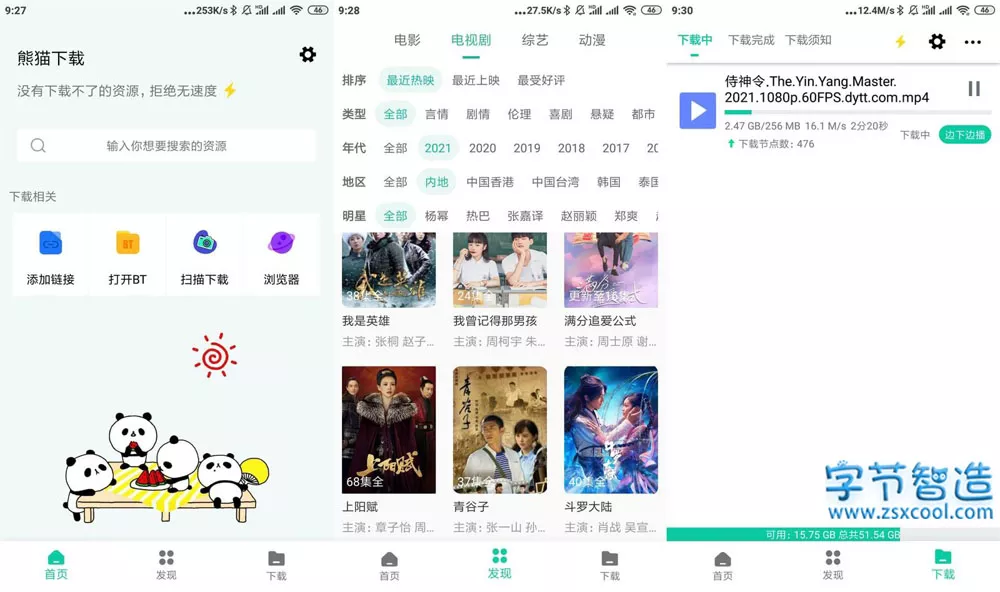 9:27
...253K/s
46
熊猫下载
没有下载不了的资源，拒绝无速度
输入你想要搜索的资源
下载相关
添加链接
BT
打开BT
扫描下载
浏览器
首页
发现
下载
9:28
...27.5K/s
46
电影 电视剧 综艺 动漫
排序 最近热映 最近上映 最受好评
类型 全部 言情 剧情 伦理 喜剧 悬疑 都市
年代 全部 2021 2020 2019 2018 2017 20
地区 全部 内地 中国香港 中国台湾 韩国 泰国
明星 全部 杨幂 热巴 张嘉译 赵丽颖 郑爽
38集全
24集全
更新至16集
我是英雄
我曾记得那男孩
满分追爱公式
主演：张桐 赵子...
主演：周柯宇 朱...
主演：周士原 谢...
上阳赋
68集全
青谷子
37集全
40集全
上阳赋
青谷子
斗罗大陆
主演：章子怡 周...
主演：张一山 孙...
主演：肖战 吴宣...
首页
发现
下载
9:30
...12.4M/s
46
下载中 下载完成 下载须知
侍神令.The.Yin.Yang.Master.
2021.1080p.60FPS.dytt.com.mp4
2.47 GB/256 MB 16.1 M/s 2分20秒
下载中
边下边播
下载节点数：476
字节智造
www.zsxcool.com
可用：15.75 GB 总共51.54 GB
首页
发现
下载